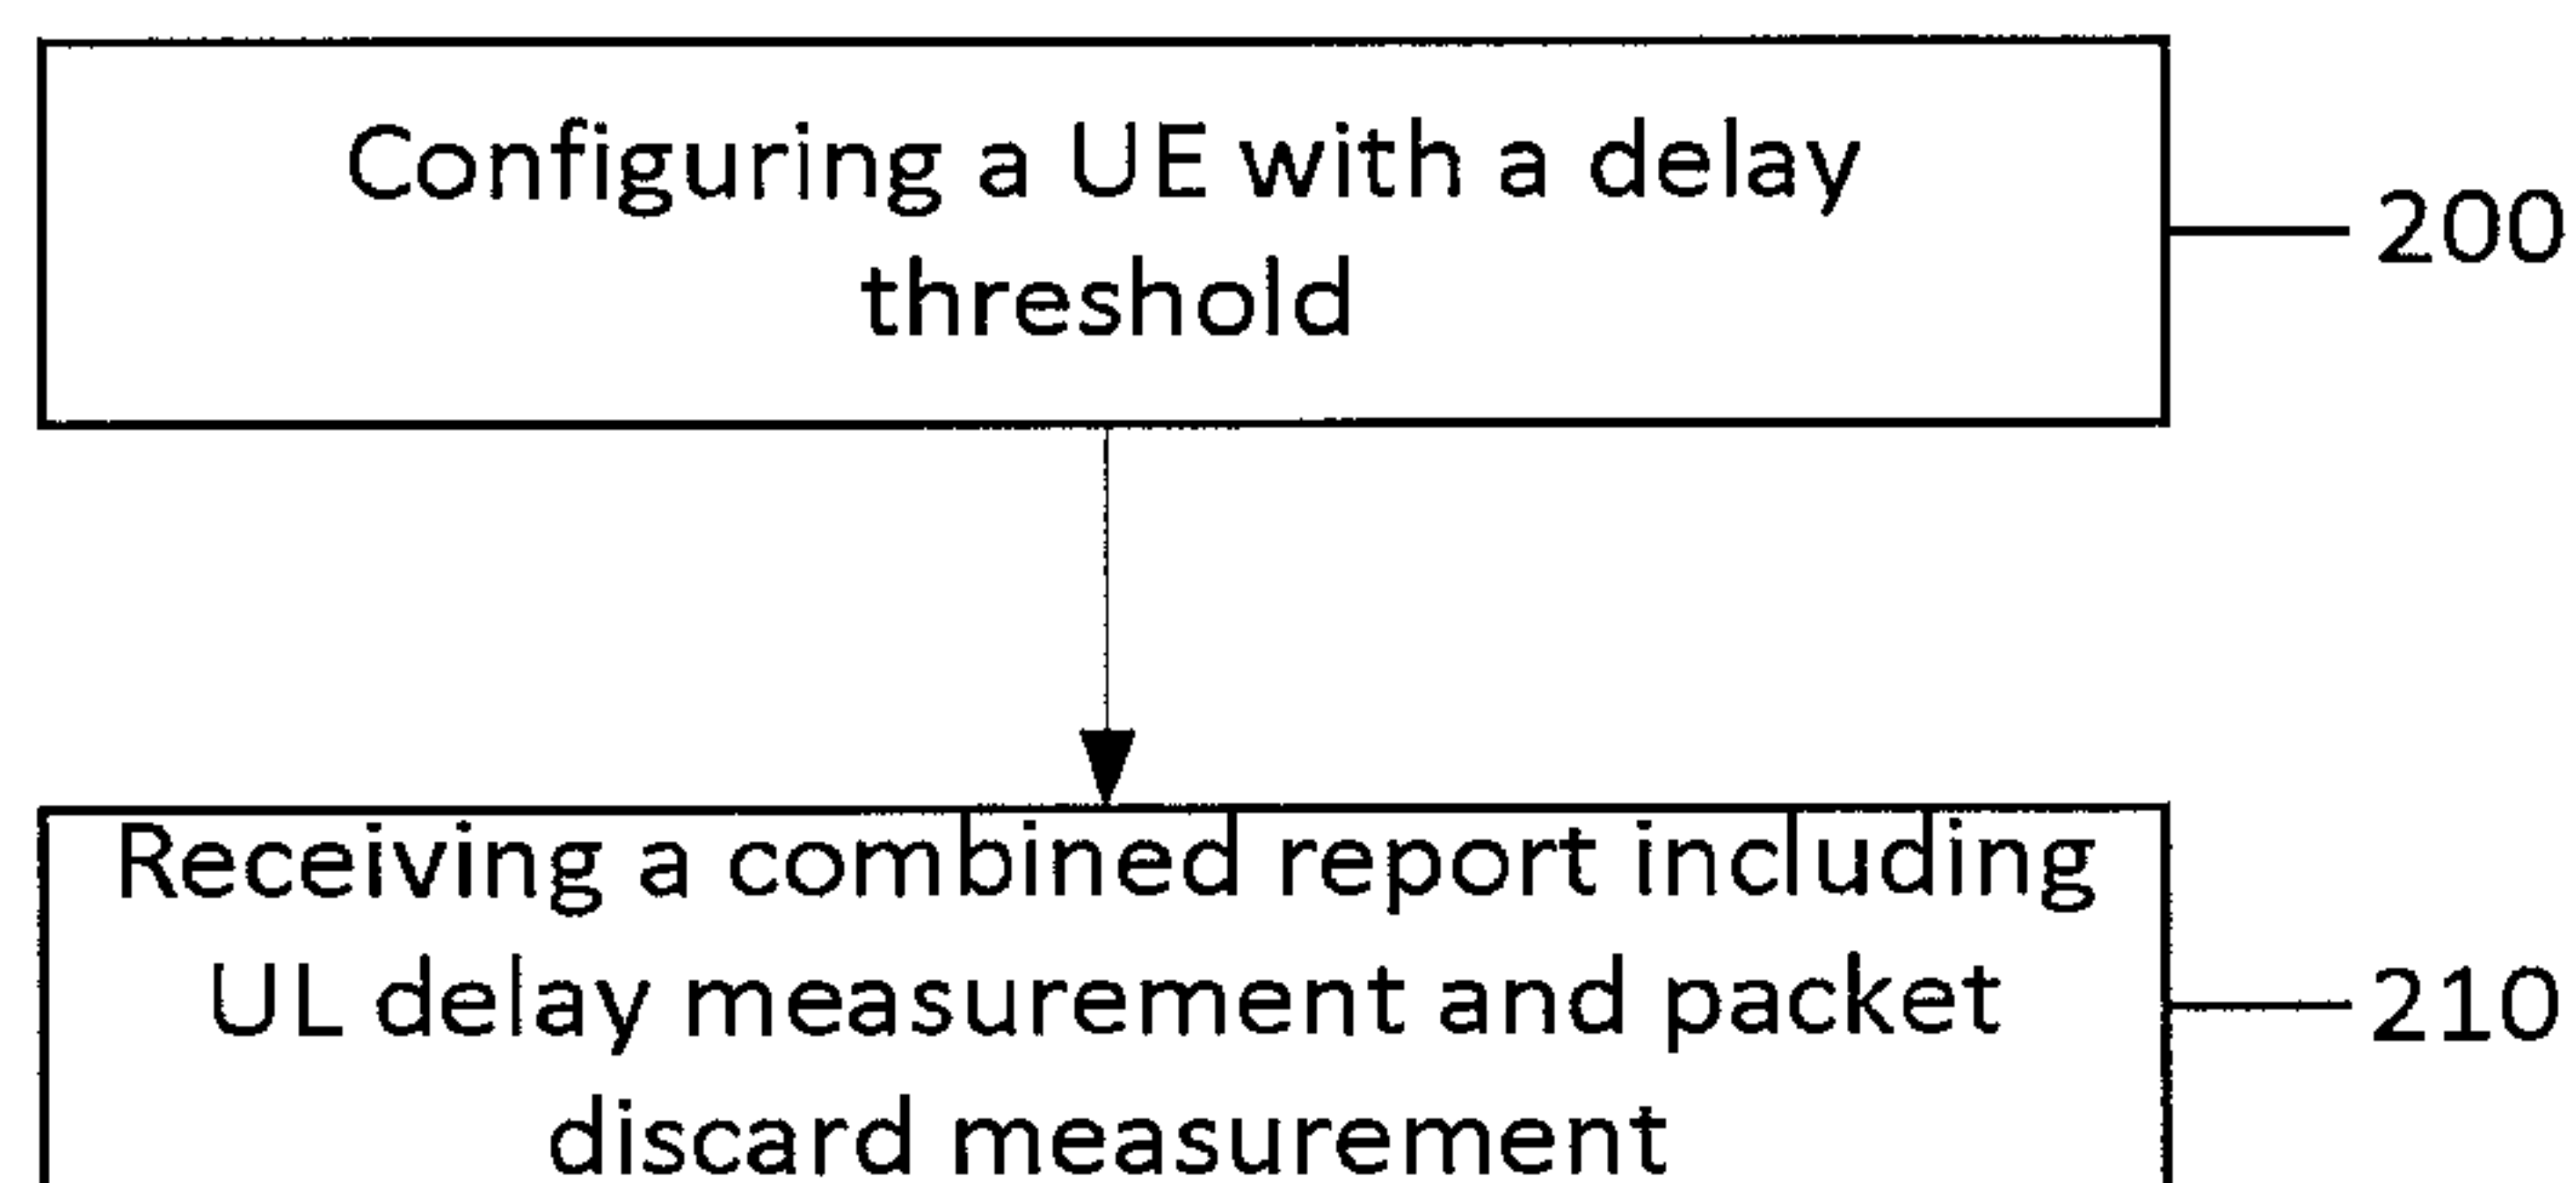 Configuring a UE with a delay
threshold
200
Receiving a combined report including
UL delay measurement and packet
discard measurement
210